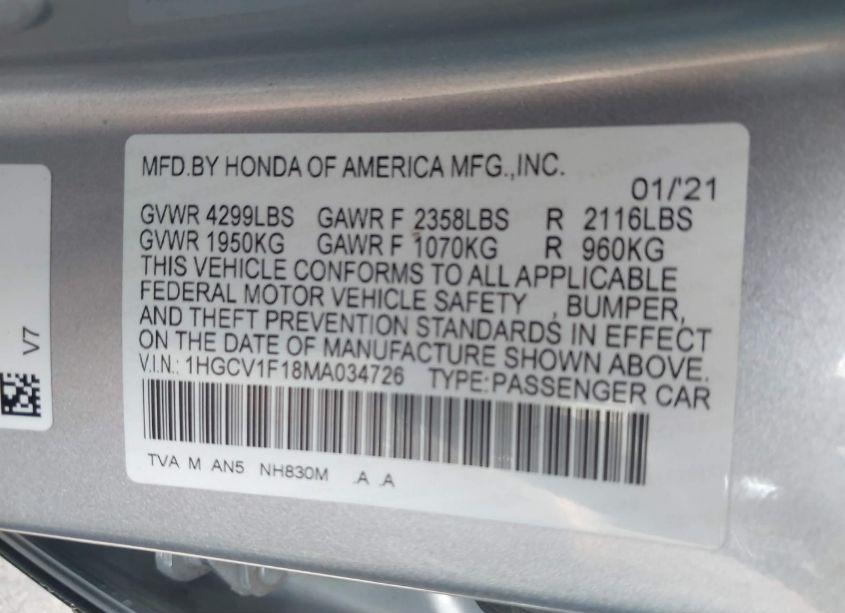 MFD.BY HONDA OF AMERICA MFG.,INC.
01/'21
GVWR 4299LBS GAWR F 2358LBS R 2116LBS
GVWR 1950KG GAWR F 1070KG R 960KG
THIS VEHICLE CONFORMS TO ALL APPLICABLE
FEDERAL MOTOR VEHICLE SAFETY , BUMPER,
AND THEFT PREVENTION STANDARDS IN EFFECT
ON THE DATE OF MANUFACTURE SHOWN ABOVE.
V.I.N.: 1HGCV1F18MA034726 TYPE:PASSENGER CAR
TVA M AN5 NH830M .A .A
V7